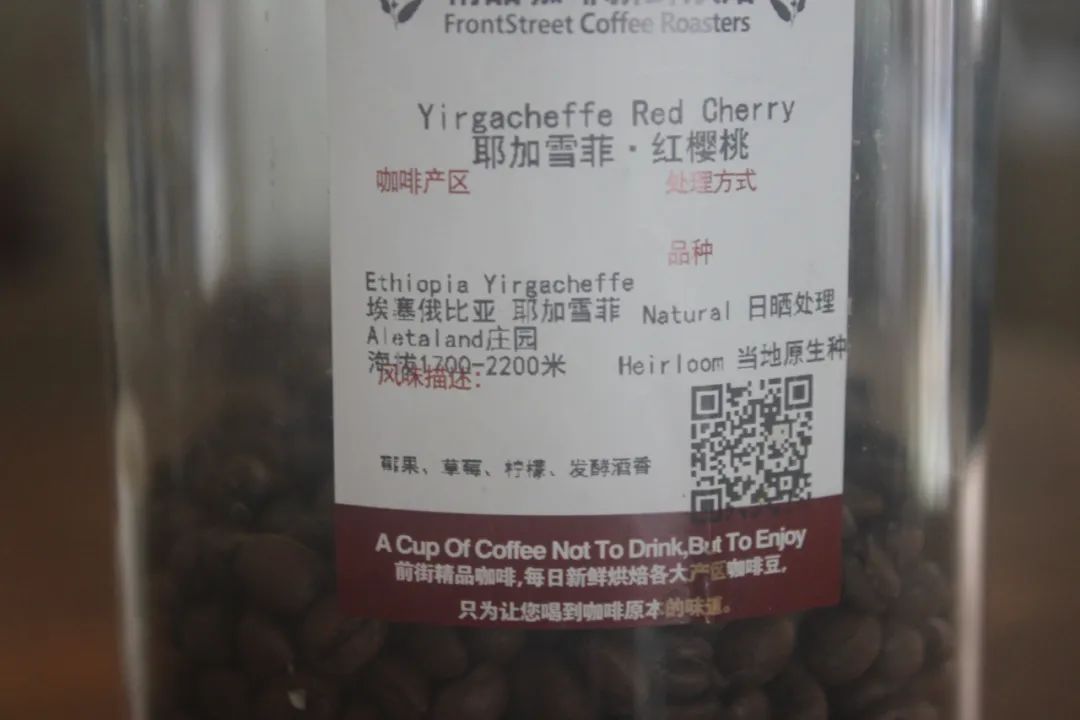 FrontStreet Coffee Roasters
Yirgacheffe Red Cherry
耶加雪菲·红樱桃
咖啡产区 处理方式
品种
Ethiopia Yirgacheffe
埃塞俄比亚 耶加雪菲 Natural 日晒处理
Aletaland庄园
海拔1700-2200米 Heirloom 当地原生种
风味描述:
椰果、草莓、柠檬、发酵酒香
A Cup Of Coffee Not To Drink,But To Enjoy
前街精品咖啡,每日新鲜烘焙各大产区咖啡豆,
只为让您喝到咖啡原本的味道。